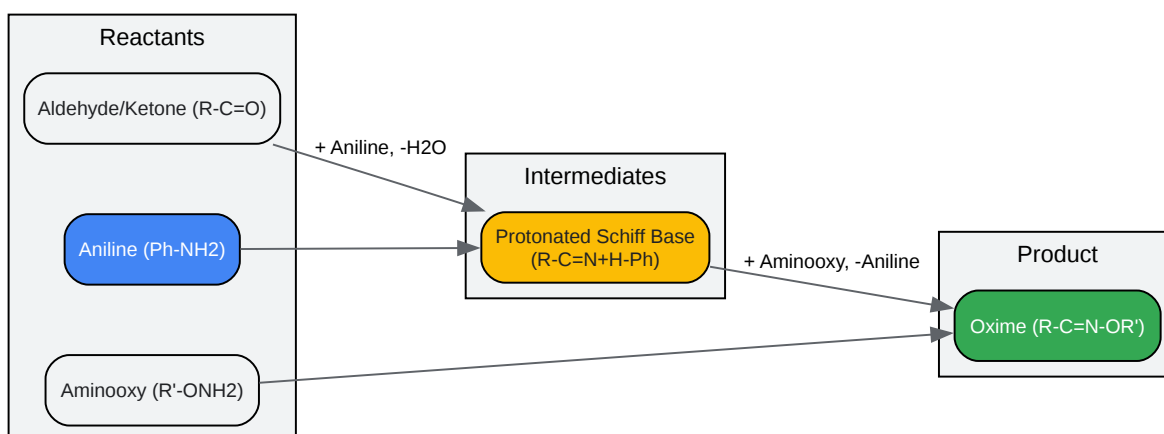 Reactants
Aldehyde/Ketone (R-C=O)
+ Aniline, -H2O
Intermediates
Aniline (Ph-NH2)
Protonated Schiff Base
(R-C=N+H-Ph)
+ Aminooxy, -Aniline
Product
Oxime (R-C=N-OR')
Aminooxy (R'-ONH2)